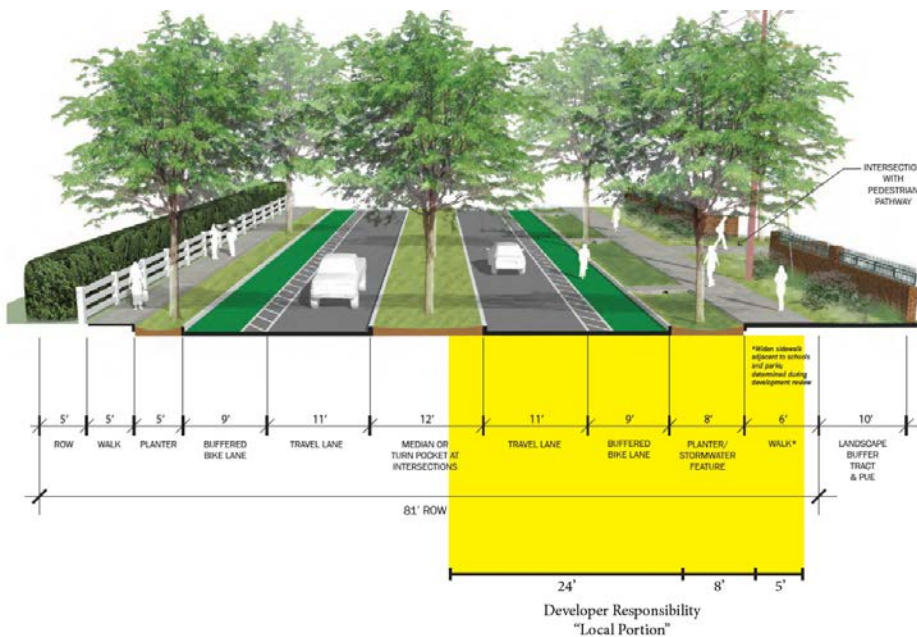 INTERSECTION
WITH
PEDESTRIAN
PATHWAY
*Widen sidewalk
adjacent to schools
and parks;
determined during
development review
5' 5' 5' 9' 11' 12' 11' 9' 8' 6' 10'
ROW WALK PLANTER BUFFERED BIKE LANE TRAVEL LANE MEDIAN OR TURN POCKET AT INTERSECTIONS TRAVEL LANE BUFFERED BIKE LANE PLANTER/ STORMWATER FEATURE WALK* LANDSCAPE BUFFER TRACT & PUE
81' ROW
24' 8' 5'
Developer Responsibility
“Local Portion”